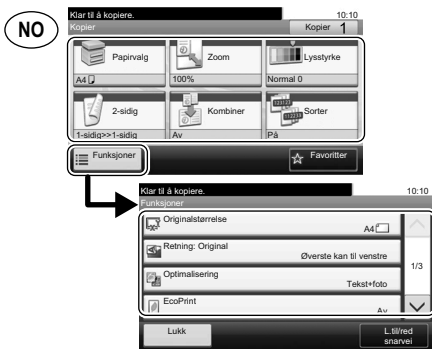 NO
Klar til å kopiere. 10:10
Kopier Kopier 1
Papirvalg Zoom Lysstyrke
A4 100% Normal 0
2-sidig Kombiner Sorter
1-sidig>>1-sidig Av På
Funksjoner Favoritter
Klar til å kopiere. 10:10
Funksjoner
Originalstørrelse
A4
Retning: Original
Øverste kan til venstre
1/3
Optimalisering
Tekst+foto
EcoPrint
Av
Lukk L.til/red
snarvei